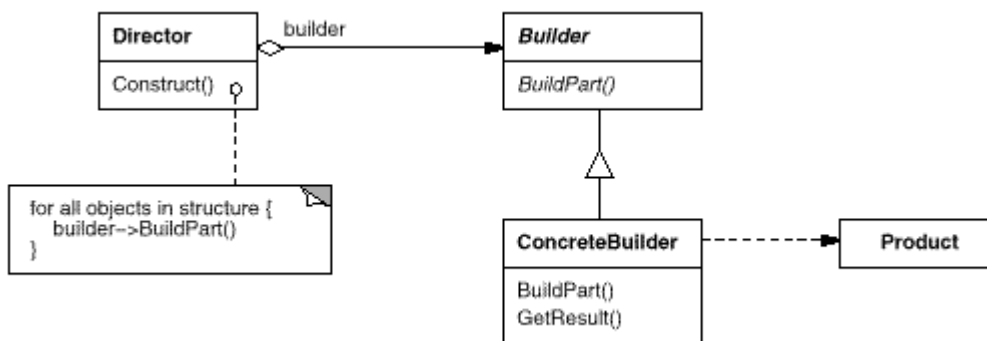 Director
builder
Builder
Construct()
BuildPart()
for all objects in structure {
builder->BuildPart()
}
ConcreteBuilder
Product
BuildPart()
GetResult()